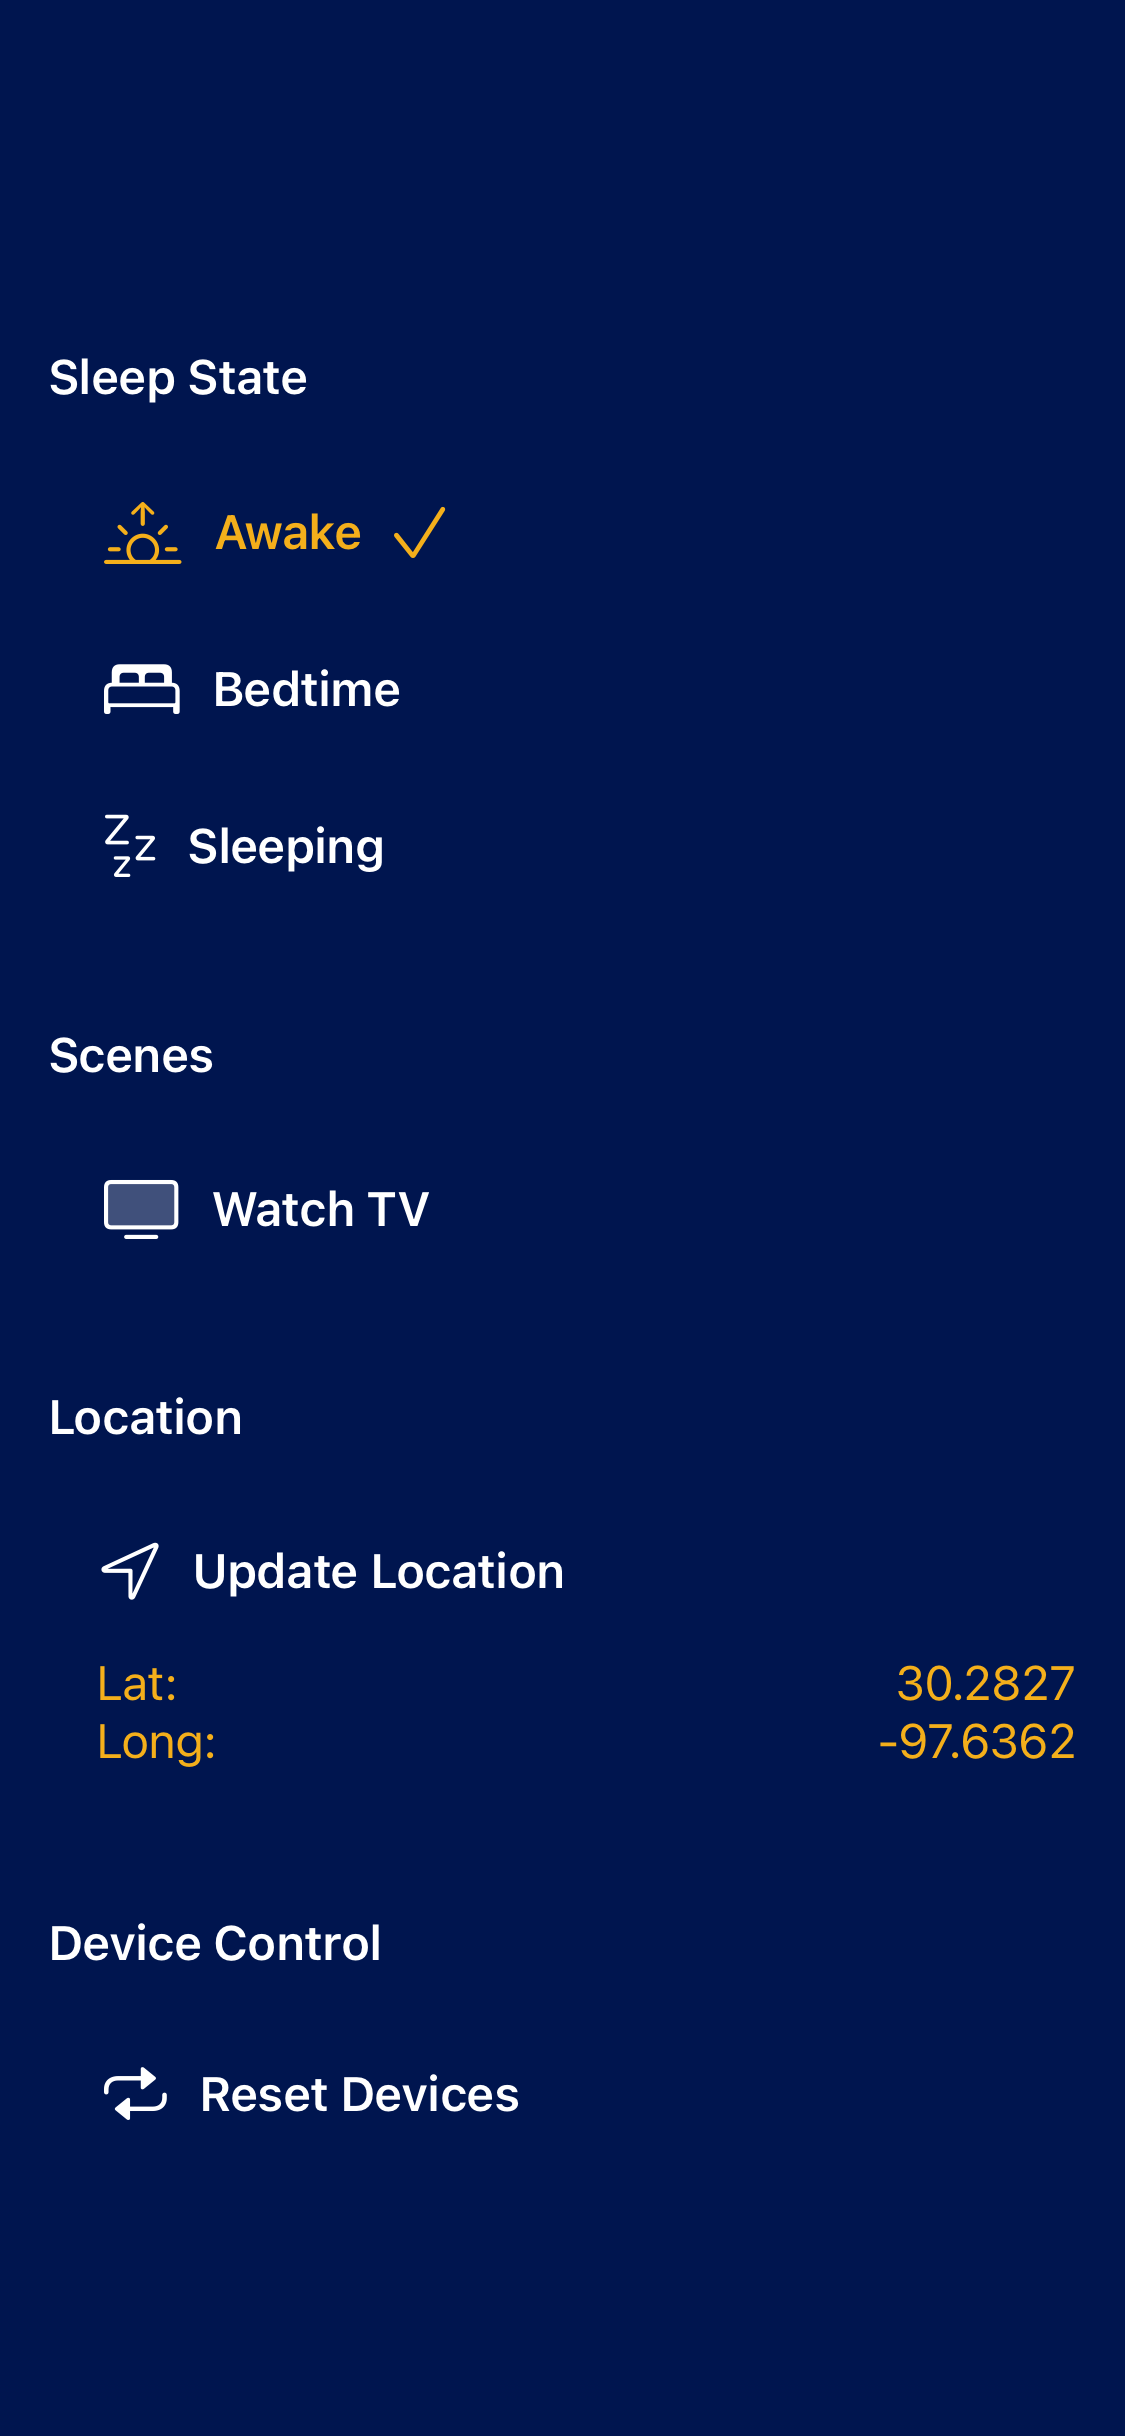 Sleep State
Awake
Bedtime
Sleeping
Scenes
Watch TV
Location
Update Location
Lat: 30.2827
Long: -97.6362
Device Control
Reset Devices